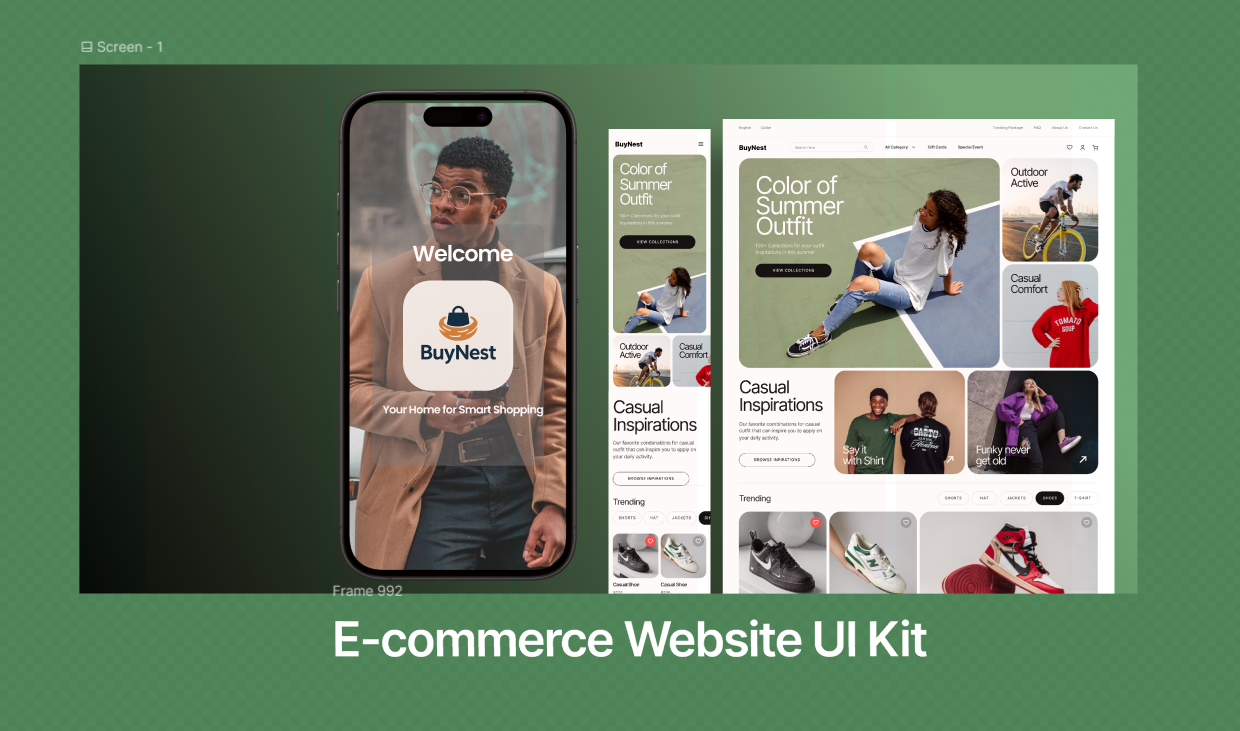 Screen - 1
Welcome
BuyNest
Your Home for Smart Shopping
BuyNest
Color of
Summer
Outfit
100+ Collections for your outfit
inspirations in this summer
VIEW COLLECTIONS
Outdoor
Active
Casual
Comfort
Casual
Inspirations
Our favorite combinations for casual
outfit that can inspire you to apply on
your daily activity.
BROWSE INPIRATIONS
Trending
SHORTS
HAT
JACKETS
SH
Casual Shoe
Casual Shoe
English
Outlet
Tracking Package
FAQ
About Us
Contact Us
BuyNest
Search here
All Category
Gift Cards
Special Event
Color of
Summer
Outfit
100+ Collections for your outfit
inspirations in this summer
VIEW COLLECTIONS
Outdoor
Active
Casual
Comfort
TOMATO
SOUP
Casual
Inspirations
Our favorite combinations for casual
outfit that can inspire you to apply on
your daily activity.
BROWSE INPIRATIONS
Say it
with Shirt
Funky never
get old
Trending
SHORTS
HAT
JACKETS
SHOES
T-SHIRT
Frame 992
E-commerce Website UI Kit